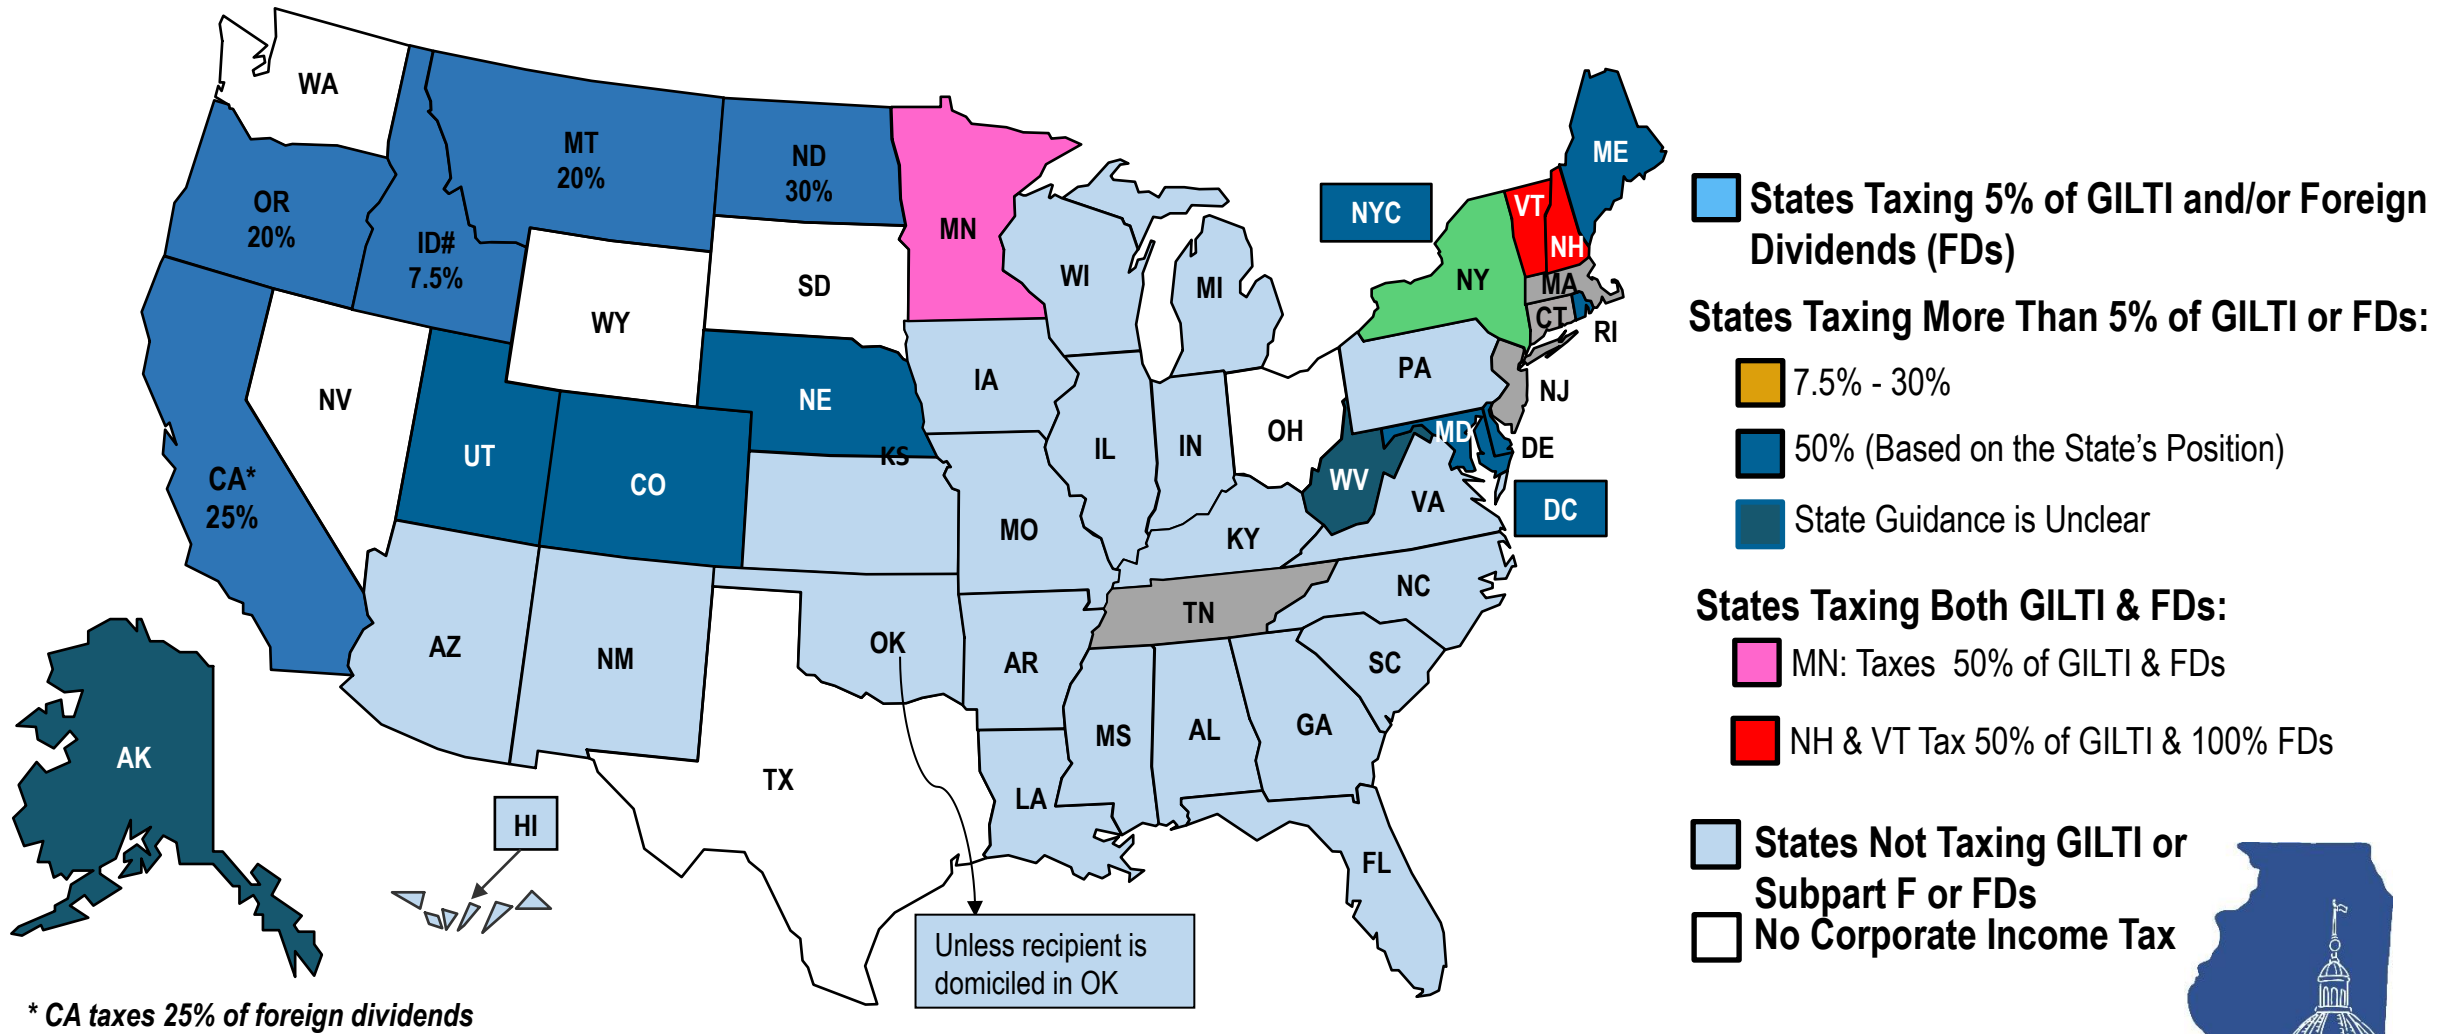 WA
MT
20%
ND
30%
OR
20%
ID#
7.5%
MN
ME
NYC
VT
NH
NY
MA
CT
RI
SD
WI
MI
WY
IA
PA
NJ
NV
NE
KS
UT
CO
CA*
25%
IL
IN
OH
MD
DE
WV
VA
DC
MO
KY
NC
TN
AZ
NM
OK
AR
SC
MS
AL
GA
AK
TX
LA
HI
FL
Unless recipient is
domiciled in OK
* CA taxes 25% of foreign dividends
States Taxing 5% of GILTI and/or Foreign
Dividends (FDs)
States Taxing More Than 5% of GILTI or FDs:
7.5% - 30%
50% (Based on the State’s Position)
State Guidance is Unclear
States Taxing Both GILTI & FDs:
MN: Taxes 50% of GILTI & FDs
NH & VT Tax 50% of GILTI & 100% FDs
States Not Taxing GILTI or
Subpart F or FDs
No Corporate Income Tax